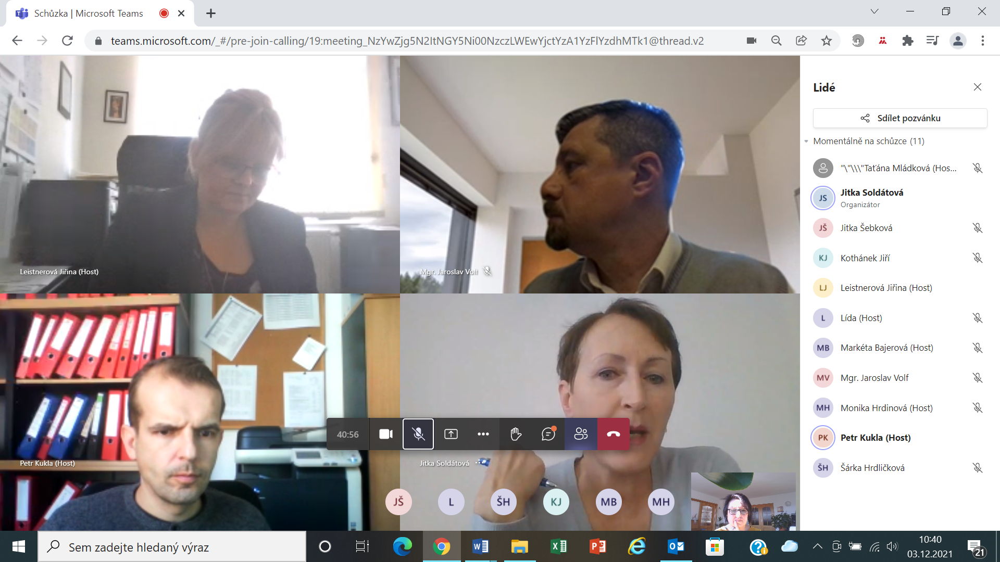 Schůzka | Microsoft Teams
teams.microsoft.com/_#/pre-join-calling/19:meeting_NzYwZjg5N2ItNGY5Ni00NzczLWEwYjctYzA1YzFlYzdhMTk1@thread.v2
Leistnerová Jiřina (Host)
Mgr. Jaroslav Volf
Petr Kukla (Host)
Jitka Soldátová
40:56
JŠ
L
ŠH
KJ
MB
MH
Lidé
Sdílet pozvánku
Momentálně na schůzce (11)
"\"\\\"Taťána Mládková (Hos...
JS
Jitka Soldátová
Organizátor
JŠ
Jitka Šebková
KJ
Kothánek Jiří
LJ
Leistnerová Jiřina (Host)
L
Lída (Host)
MB
Markéta Bajerová (Host)
MV
Mgr. Jaroslav Volf
MH
Monika Hrdinová (Host)
PK
Petr Kukla (Host)
ŠH
Šárka Hrdličková
Sem zadejte hledaný výraz
10:40
03.12.2021
21